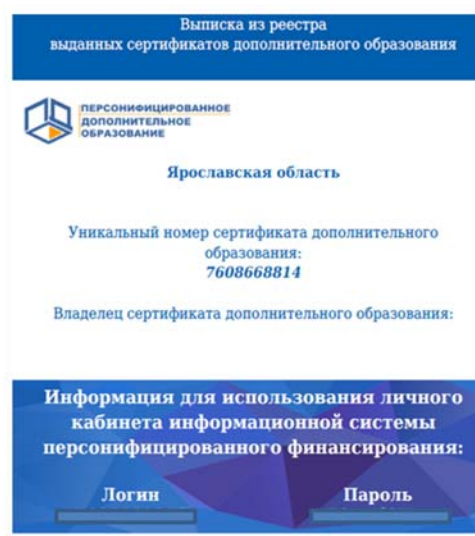 Выписка из реестра
выданных сертификатов дополнительного образования
ПЕРСОНИФИЦИРОВАННОЕ
ДОПОЛНИТЕЛЬНОЕ
ОБРАЗОВАНИЕ
Ярославская область
Уникальный номер сертификата дополнительного
образования:
7608668814
Владелец сертификата дополнительного образования:
Информация для использования личного
кабинета информационной системы
персонифицированного финансирования:
Логин Пароль